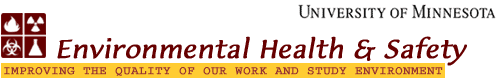 UNIVERSITY OF MINNESOTA
Environmental Health & Safety
IMPROVING THE QUALITY OF OUR WORK AND STUDY ENVIRONMENT